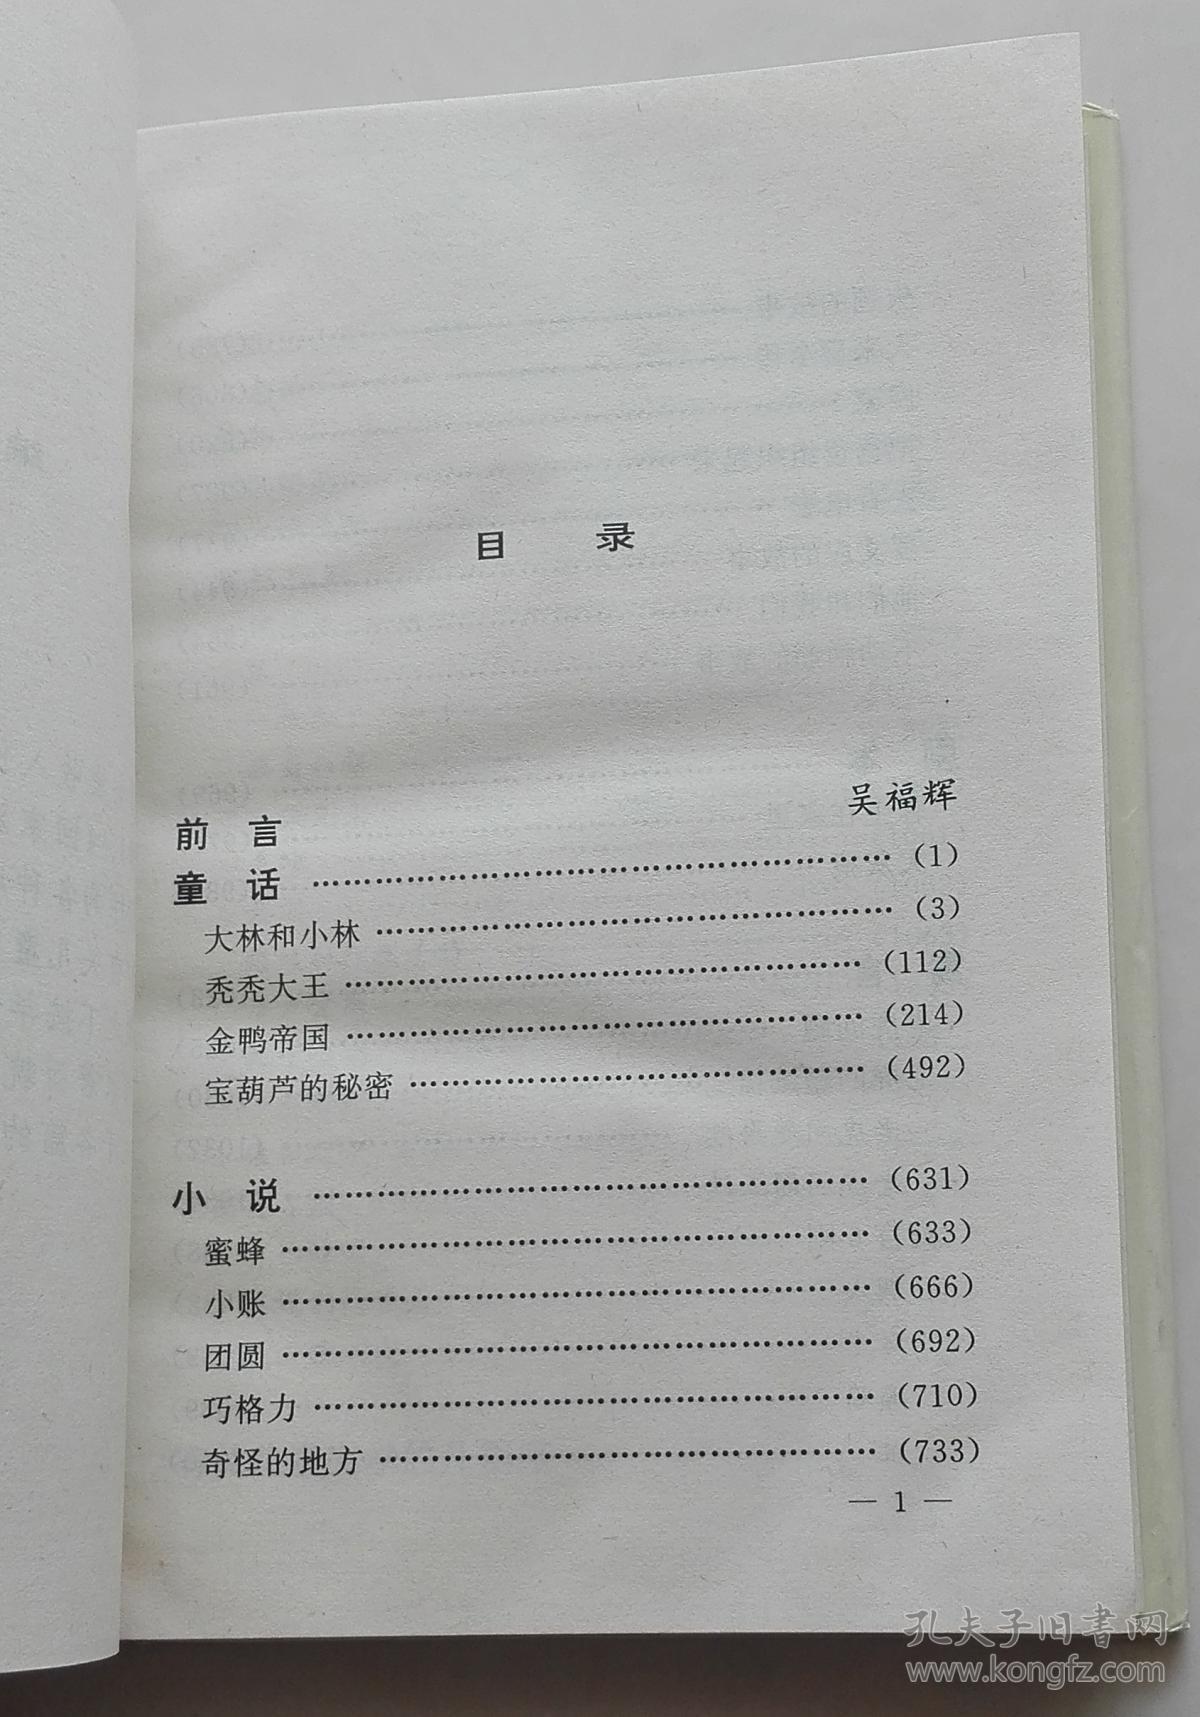 目 录
前 言 吴福辉
童 话 …………………………………………… (1)
大林和小林 …………………………………………… (3)
秃秃大王 …………………………………………… (112)
金鸭帝国 …………………………………………… (214)
宝葫芦的秘密 …………………………………………… (492)
小 说 …………………………………………… (631)
蜜蜂 …………………………………………… (633)
小账 …………………………………………… (666)
团圆 …………………………………………… (692)
巧格力 …………………………………………… (710)
奇怪的地方 …………………………………………… (733)
— 1 —
孔夫子旧书网
www.kongfz.com